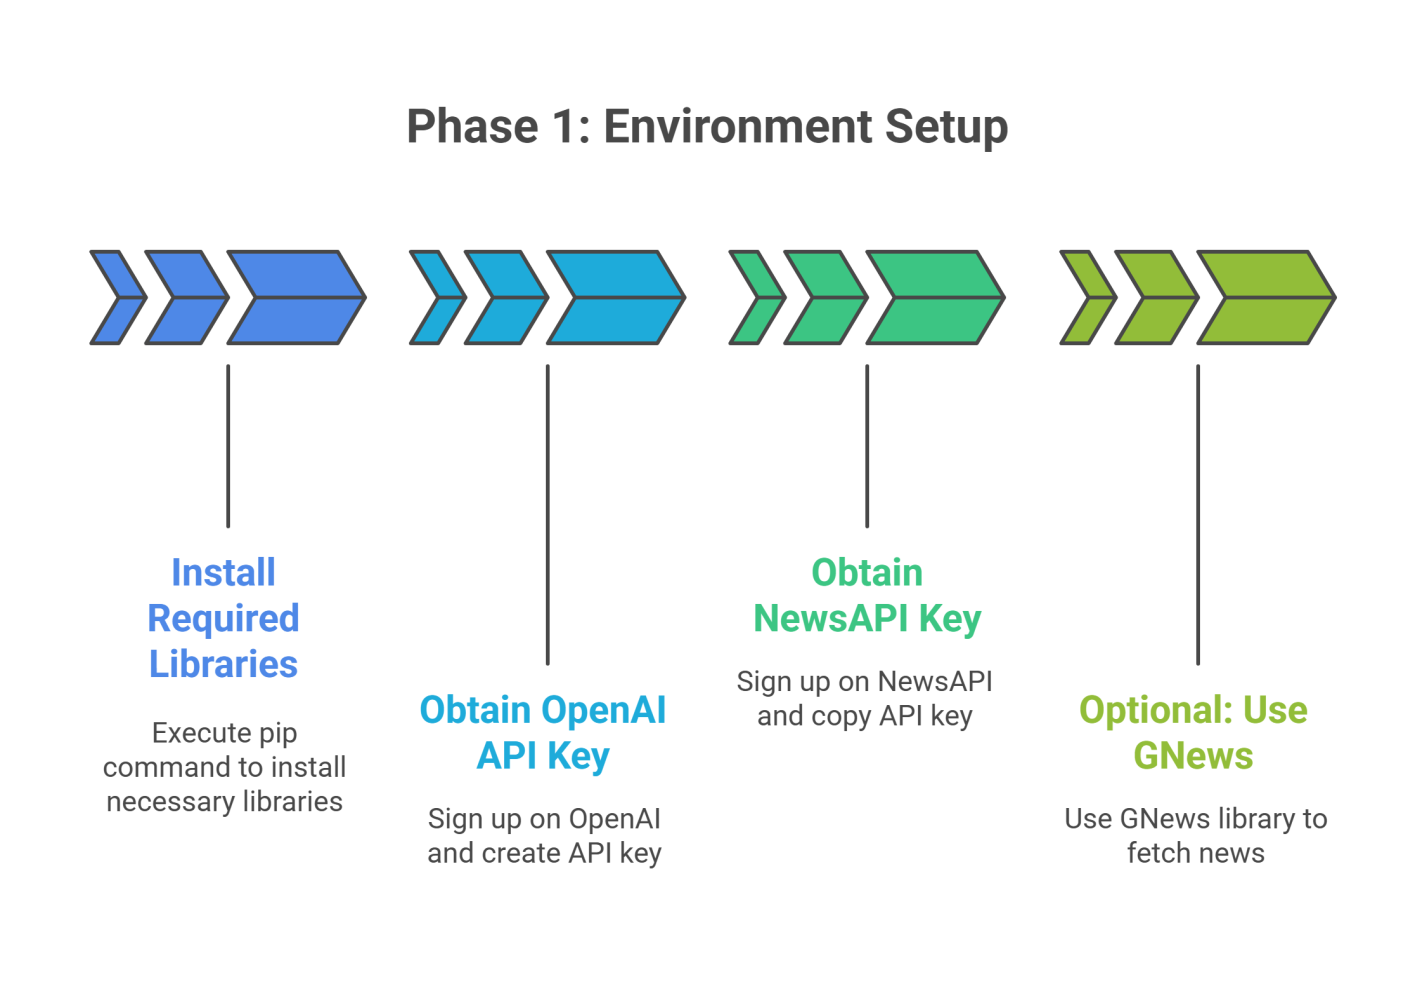 Phase 1: Environment Setup
Install
Required
Libraries
Execute pip
command to install
necessary libraries
Obtain OpenAI
API Key
Sign up on OpenAI
and create API key
Obtain
NewsAPI Key
Sign up on NewsAPI
and copy API key
Optional: Use
GNews
Use GNews library to
fetch news